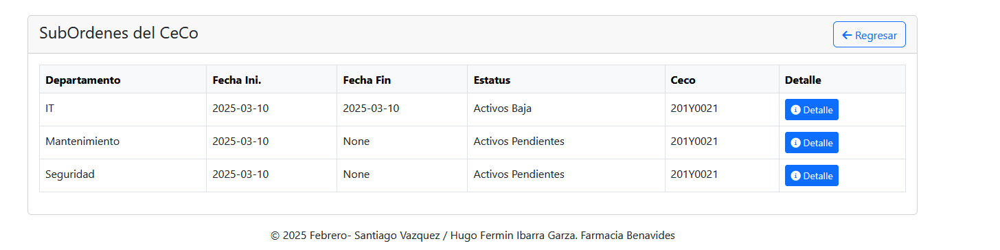 SubOrdenes del CeCo
Regresar
Departamento Fecha Ini. Fecha Fin Estatus Ceco Detalle
IT 2025-03-10 2025-03-10 Activos Baja 201Y0021 Detalle
Mantenimiento 2025-03-10 None Activos Pendientes 201Y0021 Detalle
Seguridad 2025-03-10 None Activos Pendientes 201Y0021 Detalle
© 2025 Febrero- Santiago Vazquez / Hugo Fermin Ibarra Garza. Farmacia Benavides